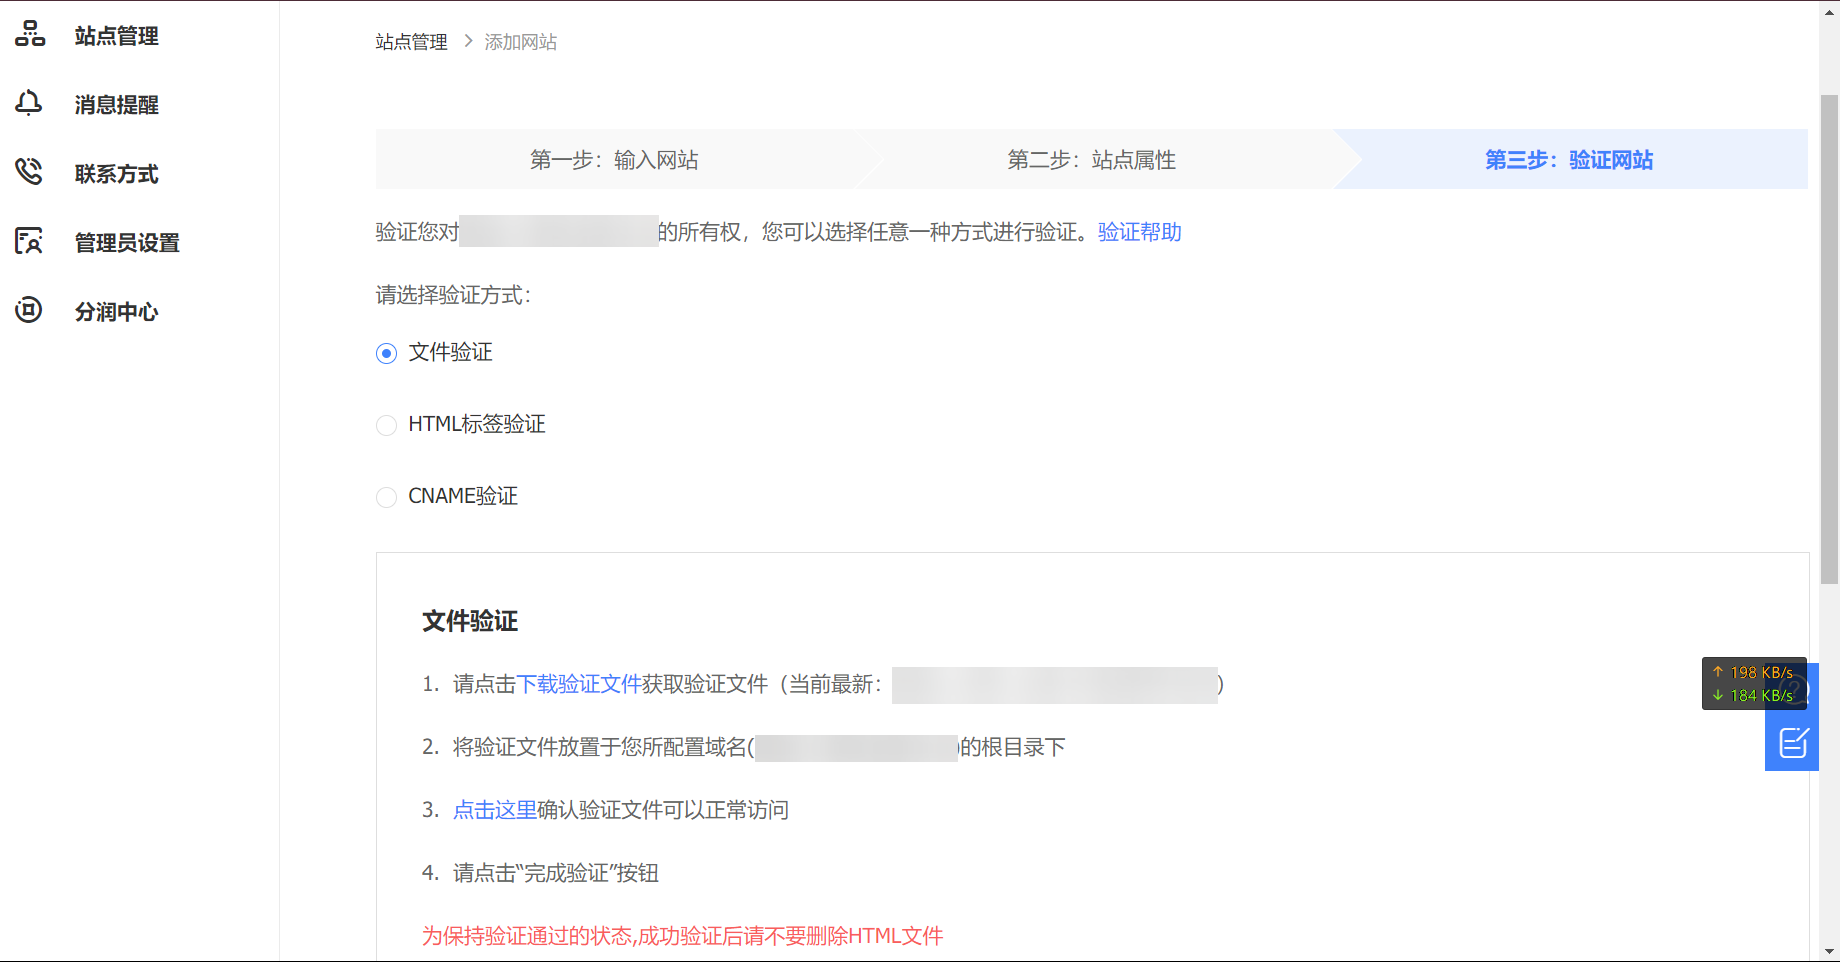 站点管理
消息提醒
联系方式
管理员设置
分润中心
站点管理 > 添加网站
第一步：输入网站
第二步：站点属性
第三步：验证网站
验证您对的所有权，您可以选择任意一种方式进行验证。验证帮助
请选择验证方式：
文件验证
HTML标签验证
CNAME验证
文件验证
1. 请点击下载验证文件获取验证文件（当前最新：）
2. 将验证文件放置于您所配置域名()的根目录下
3. 点击这里确认验证文件可以正常访问
4. 请点击“完成验证”按钮
为保持验证通过的状态,成功验证后请不要删除HTML文件
↑ 198 KB/s
↓ 184 KB/s